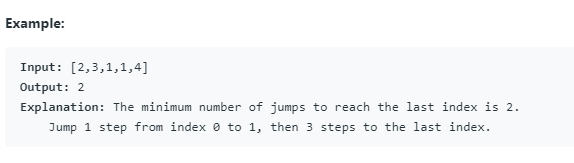 Example:
Input: [2,3,1,1,4]
Output: 2
Explanation: The minimum number of jumps to reach the last index is 2.
Jump 1 step from index 0 to 1, then 3 steps to the last index.